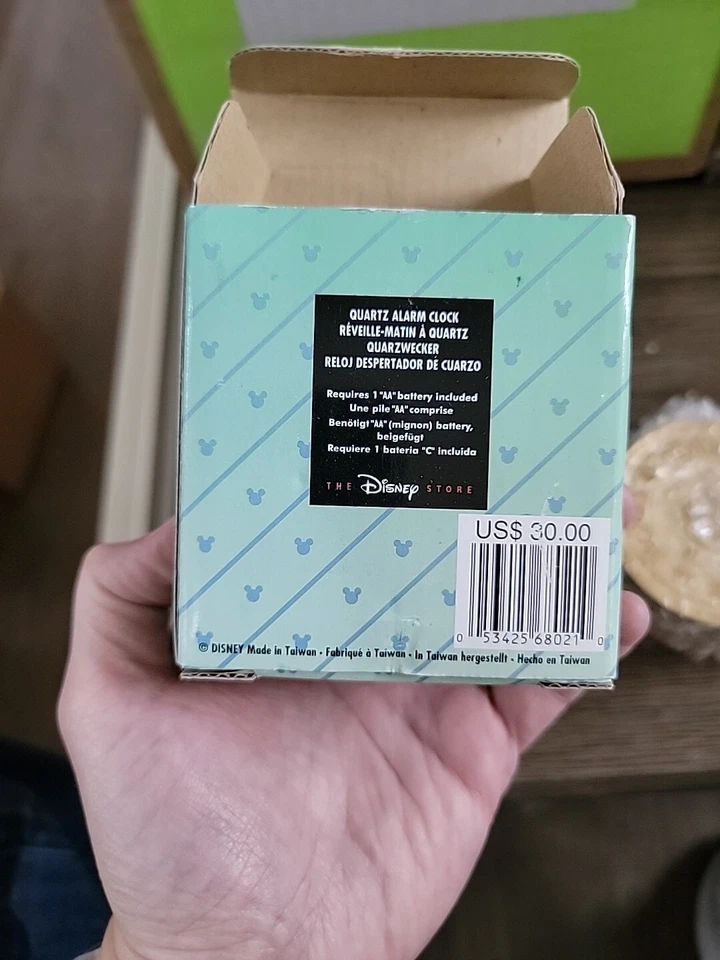 QUARTZ ALARM CLOCK
RÉVEILLE-MATIN À QUARTZ
QUARZWECKER
RELOJ DESPERTADOR DE CUARZO
Requires 1 "AA" battery included
Une pile "AA" comprise
Benötigt "AA" (mignon) battery,
beigefügt
Requiere 1 bateria "C" incluida
THE DISNEY STORE
US$ 30.00
0 53425 68021 0
© DISNEY Made in Taiwan • Fabriqué à Taiwan • In Taiwan hergestellt • Hecho en Taiwan